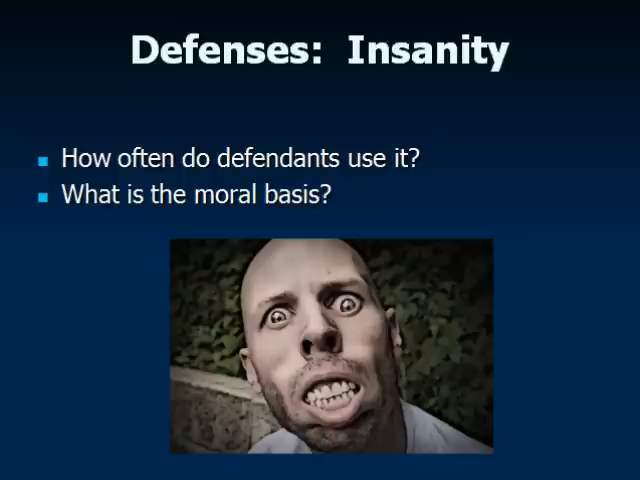 Defenses: Insanity
How often do defendants use it?
What is the moral basis?